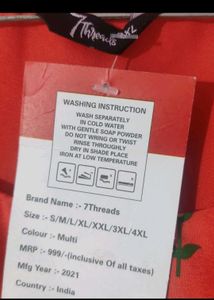 7Threads
XL
WASHING INSTRUCTION
WASH SEPARATELY
IN COLD WATER
WITH GENTLE SOAP POWDER
DO NOT WRING OR TWIST
RINSE THOROUGHLY
DRY IN SHADE PLACE
IRON AT LOW TEMPERATURE
Brand Name :- 7Threads
Size :- S/M/L/XL/XXL/3XL/4XL
Colour :- Multi
MRP :- 999/-(Inclusive Of all taxes)
Mfg Year :- 2021
Country :- India